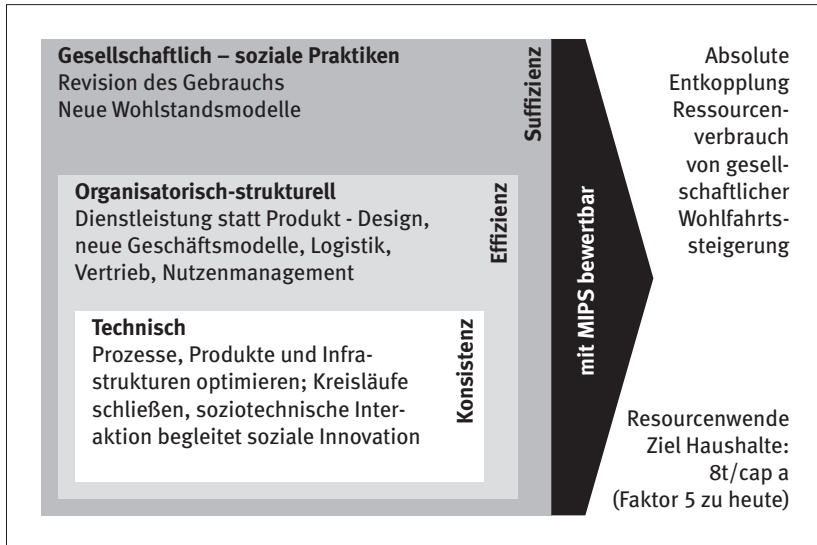 Gesellschaftlich – soziale Praktiken
Revision des Gebrauchs
Neue Wohlstandsmodelle
Suffizienz
Organisatorisch-strukturell
Dienstleistung statt Produkt - Design,
neue Geschäftsmodelle, Logistik,
Vertrieb, Nutzenmanagement
Effizienz
Technisch
Prozesse, Produkte und Infra-
strukturen optimieren; Kreisläufe
schließen, soziotechnische Inter-
aktion begleitet soziale Innovation
Konsistenz
mit MIPS bewertbar
Absolute
Entkopplung
Ressourcen-
verbrauch
von gesell-
schaftlicher
Wohlfahrts-
steigerung
Resourcenwende
Ziel Haushalte:
8t/cap a
(Faktor 5 zu heute)